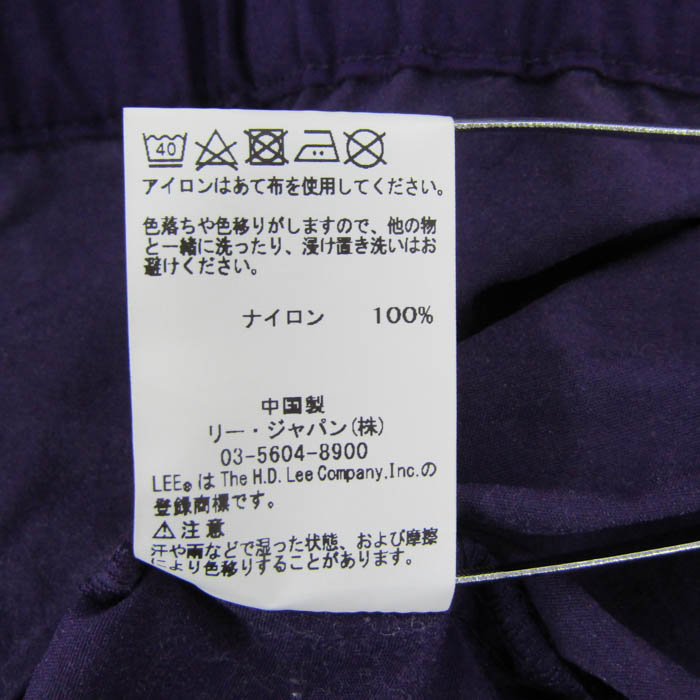 40
アイロンはあて布を使用してください。
色落ちや色移りがしますので、他の物
と一緒に洗ったり、浸け置き洗いはお
避けください。
ナイロン 100%
中国製
リー・ジャパン(株)
03-5604-8900
LEE®は The H.D. Lee Company, Inc.の
登録商標です。
⚠注意
汗や雨などで湿った状態、および摩擦
により色移りすることがあります。